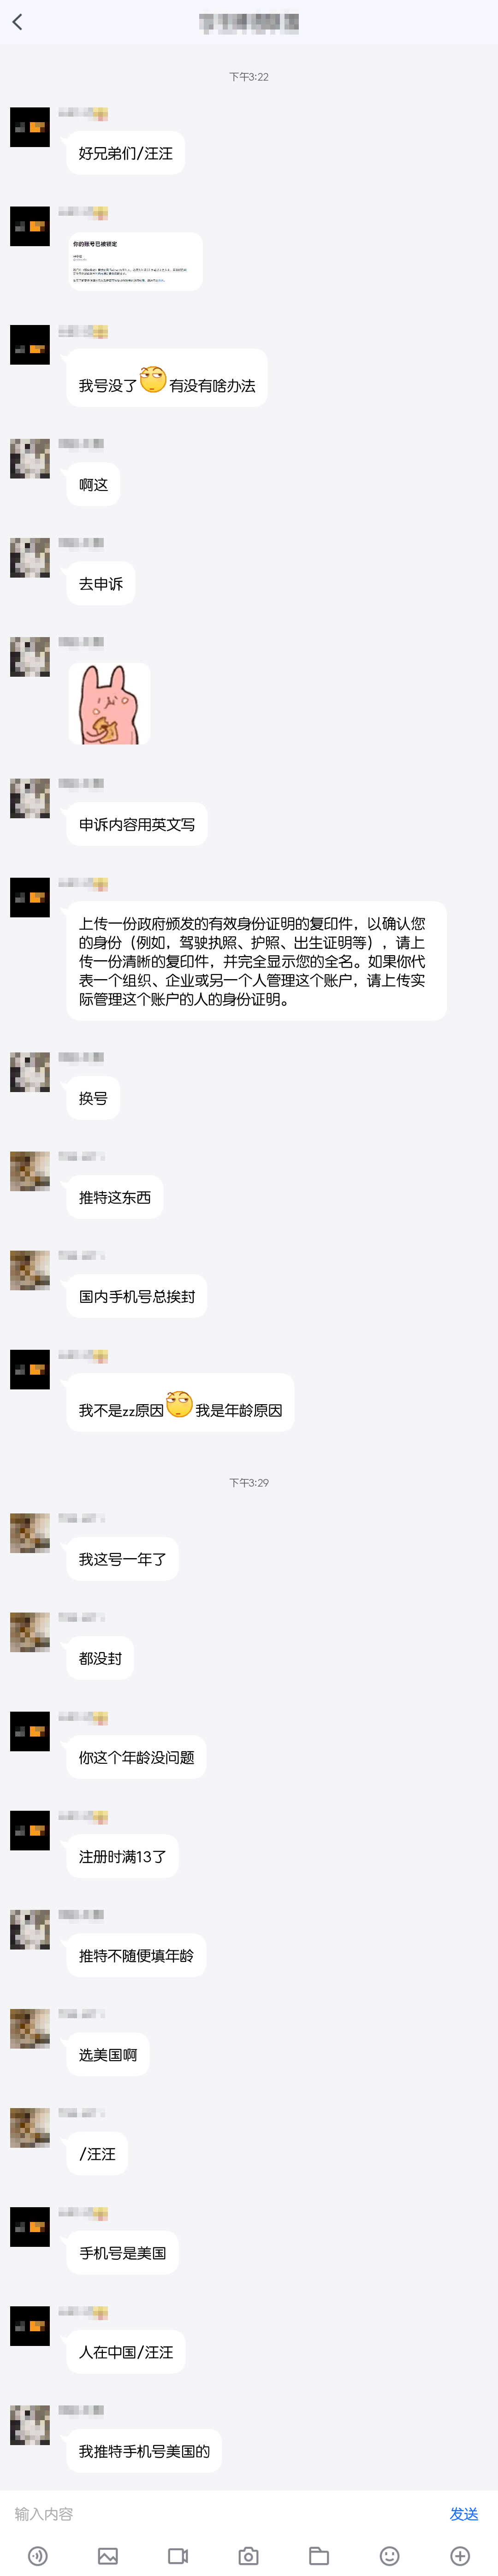 下午3:22
好兄弟们/汪汪
你的账号已被锁定
我号没了 有没有啥办法
啊这
去申诉
申诉内容用英文写
上传一份政府颁发的有效身份证明的复印件，以确认您
的身份（例如，驾驶执照、护照、出生证明等），请上
传一份清晰的复印件，并完全显示您的全名。如果你代
表一个组织、企业或另一个人管理这个账户，请上传实
际管理这个账户的人的身份证明。
换号
推特这东西
国内手机号总挨封
我不是zz原因 我是年龄原因
下午3:29
我这号一年了
都没封
你这个年龄没问题
注册时满13了
推特不随便填年龄
选美国啊
/汪汪
手机号是美国
人在中国/汪汪
我推特手机号美国的
输入内容
发送